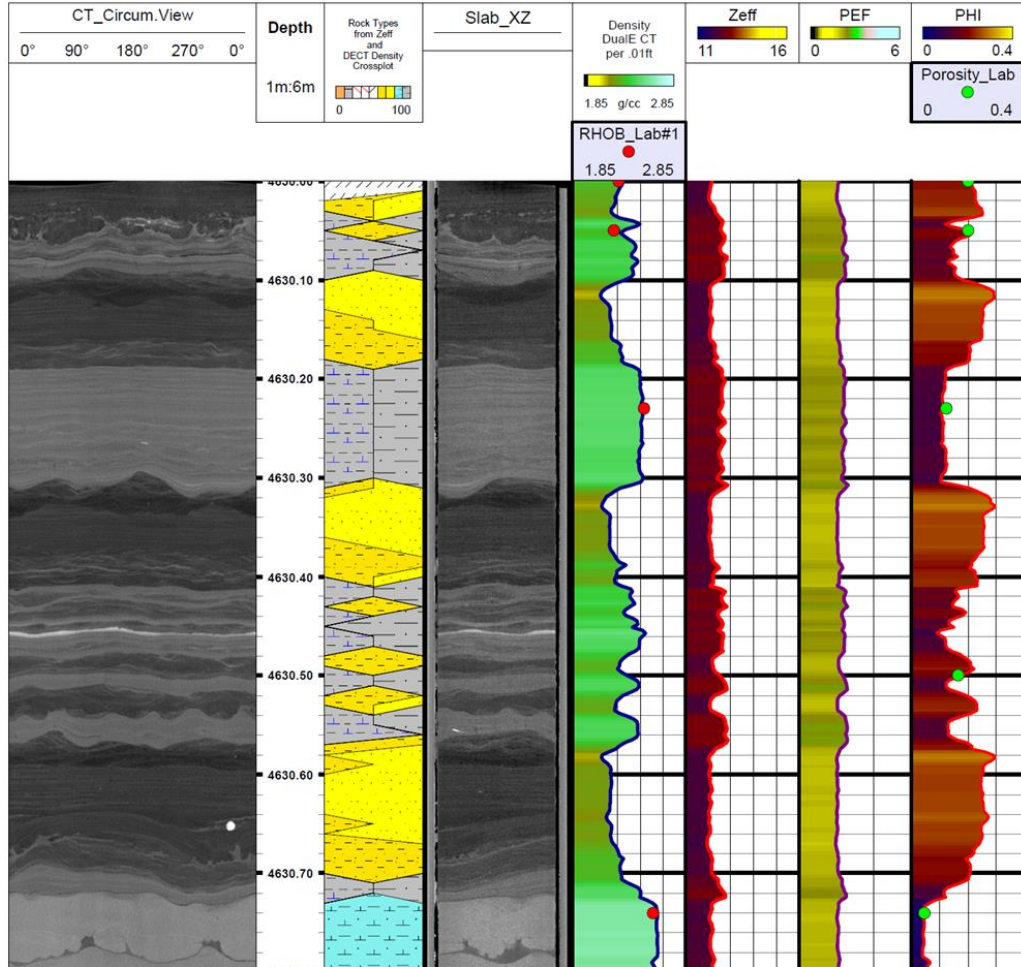 CT_Circum.View
0° 90° 180° 270° 0°
Depth
1m:6m
Rock Types
from Zeff
and
DECT Density
Crossplot
0 100
Slab_XZ
Density
DualE CT
per .01ft
1.85 g/cc 2.85
RHOB_Lab#1
1.85 2.85
Zeff
11 16
PEF
0 6
PHI
0 0.4
Porosity_Lab
0 0.4
4630.00
4630.10
4630.20
4630.30
4630.40
4630.50
4630.60
4630.70